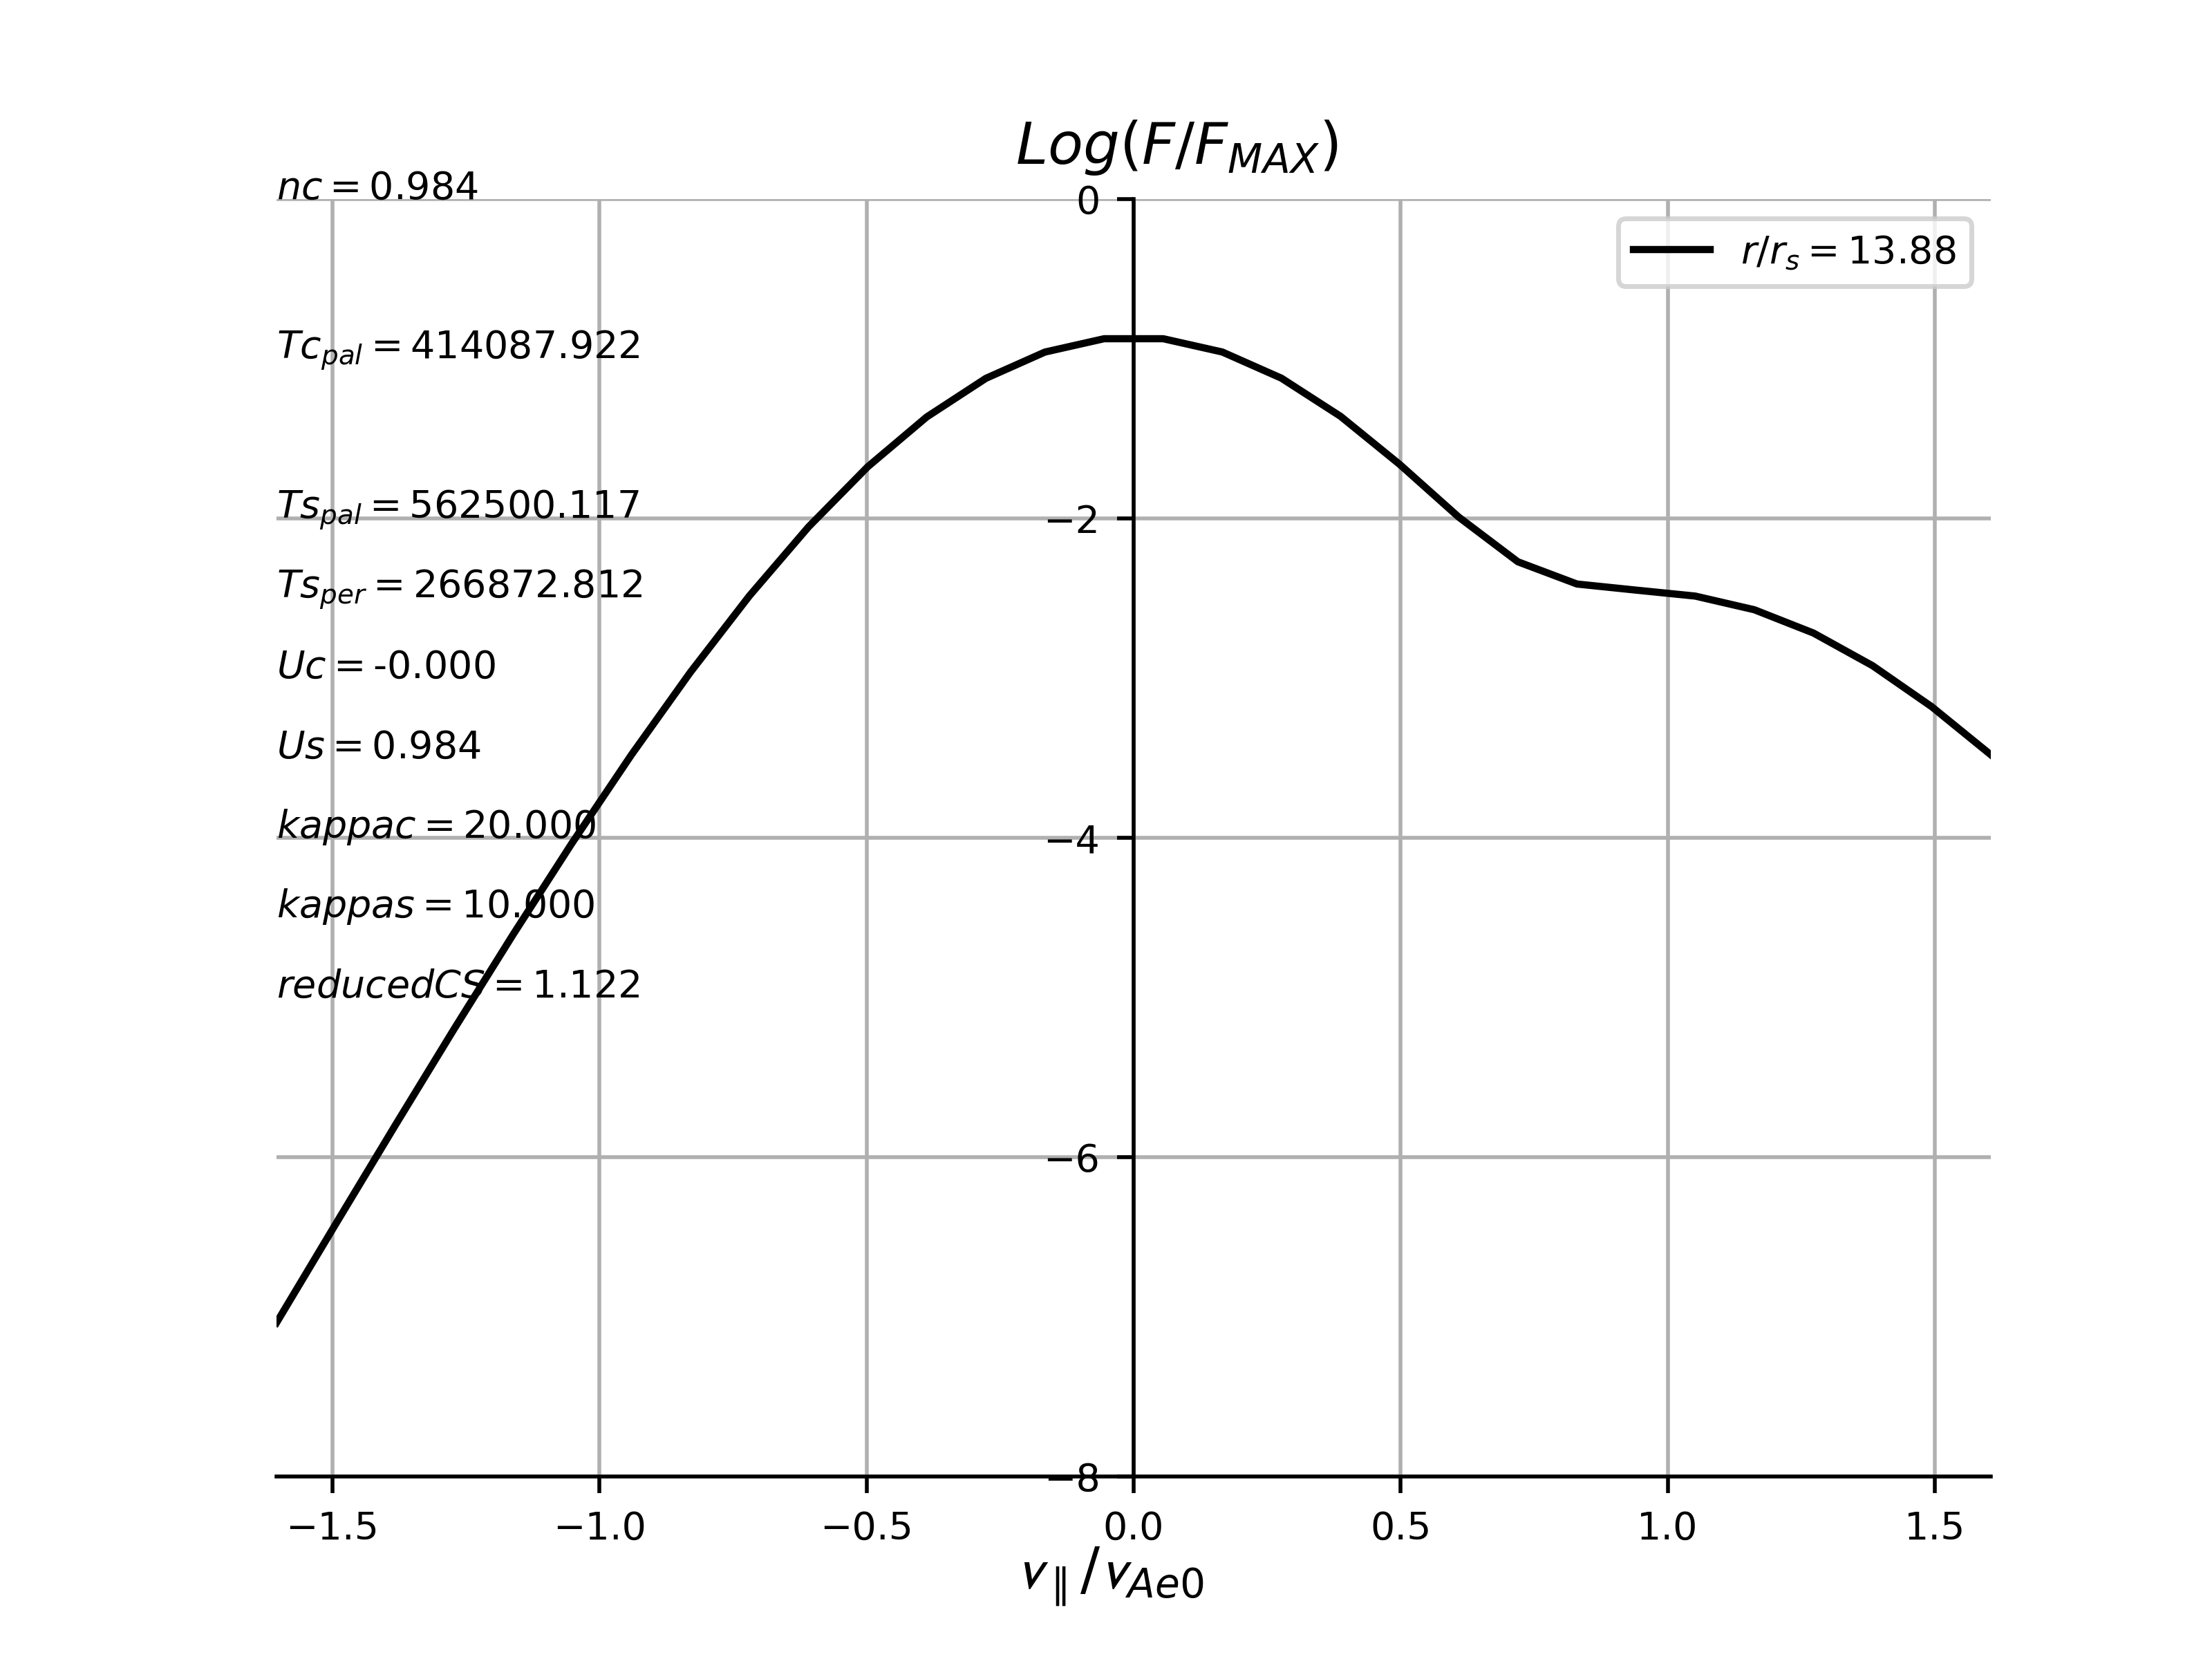 Log(F/F_MAX)
nc = 0.984
0
r/r_s = 13.88
Tc_pal = 414087.922
Ts_pal = 562500.117
−2
Ts_per = 266872.812
Uc = -0.000
Us = 0.984
kappac = 20.000
−4
kappas = 10.000
reducedCS = 1.122
−6
−8
−1.5 −1.0 −0.5 0.0 0.5 1.0 1.5
v_∥/v_Ae0